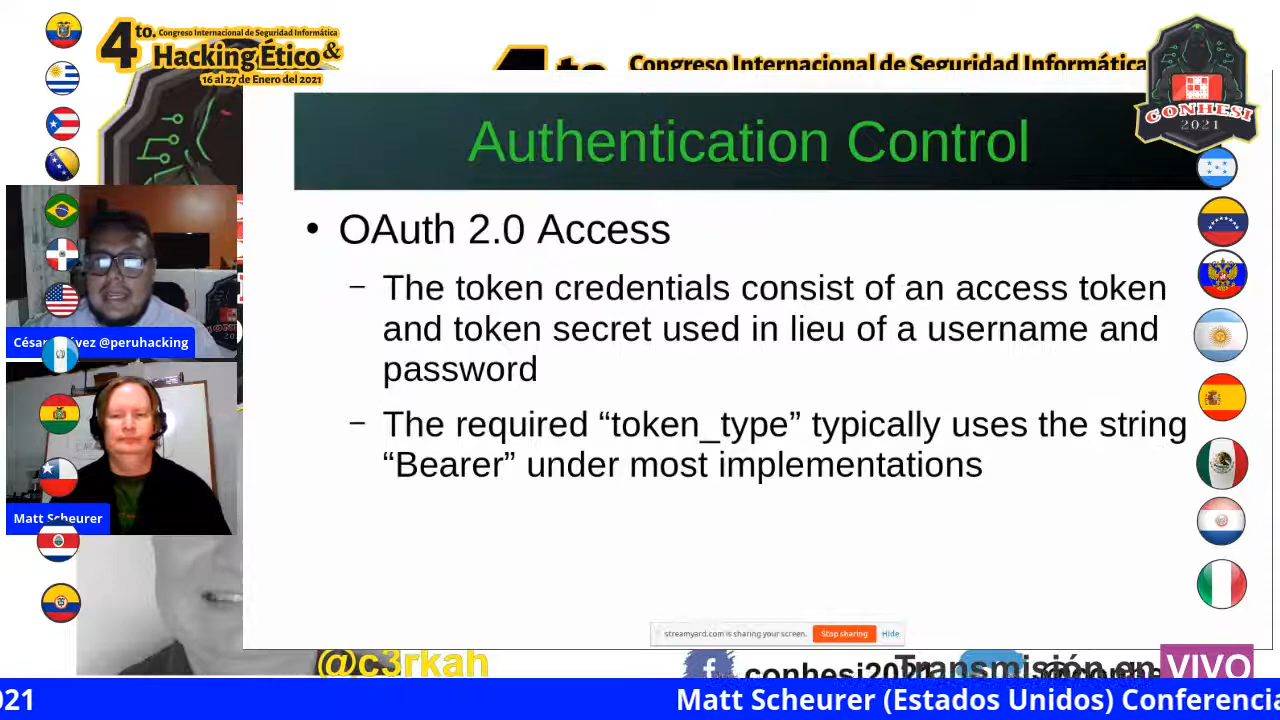 4to. Congreso Internacional de Seguridad Informática
Hacking Ético &
16 al 27 de Enero del 2021
4to Congreso Internacional de Seguridad Informática
CONHESI
2021
Authentication Control
• OAuth 2.0 Access
– The token credentials consist of an access token
and token secret used in lieu of a username and
password
– The required “token_type” typically uses the string
“Bearer” under most implementations
@peruhacking
Matt Scheurer
streamyard.com is sharing your screen. Stop sharing Hide
@c3rkah
conhesi2021
Transmisión en VIVO
021
Matt Scheurer (Estados Unidos) Conferencia